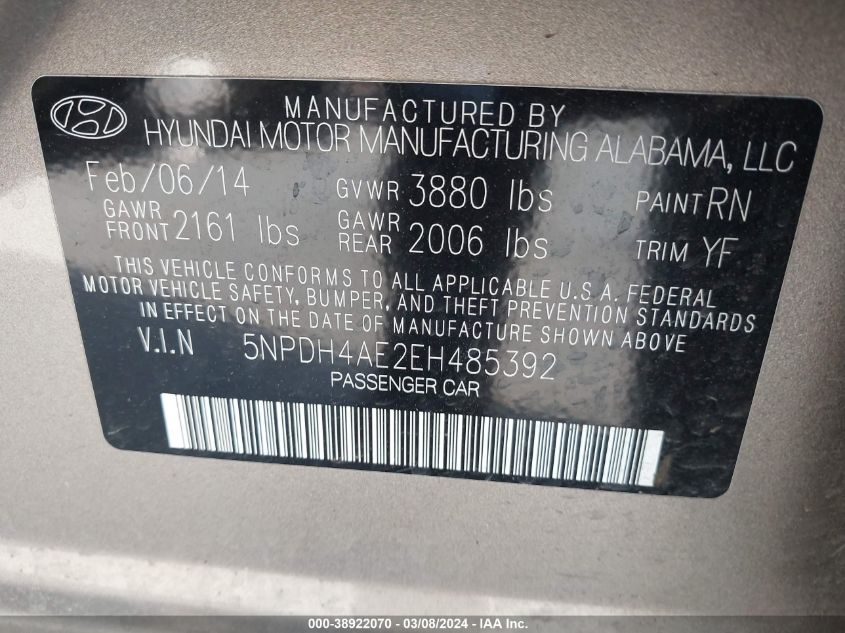 MANUFACTURED BY
HYUNDAI MOTOR MANUFACTURING ALABAMA, LLC
Feb/06/14 GVWR 3880 lbs PAINT RN
GAWR FRONT 2161 lbs GAWR REAR 2006 lbs TRIM YF
THIS VEHICLE CONFORMS TO ALL APPLICABLE U.S.A. FEDERAL
MOTOR VEHICLE SAFETY, BUMPER, AND THEFT PREVENTION STANDARDS
IN EFFECT ON THE DATE OF MANUFACTURE SHOWN ABOVE
V.I.N 5NPDH4AE2EH485392
PASSENGER CAR
000-38922070 - 03/08/2024 - IAA Inc.